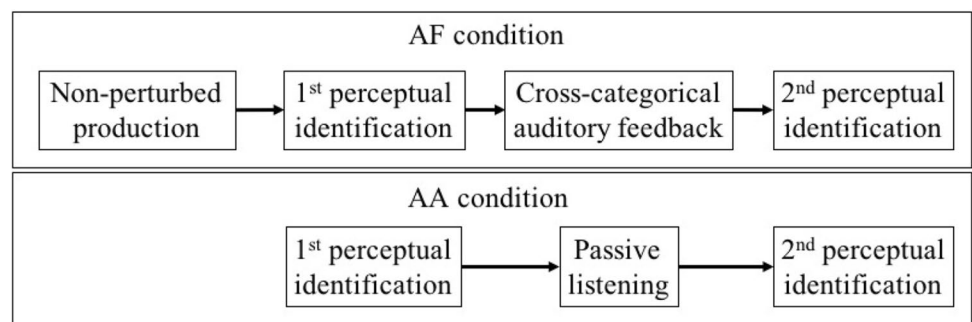 AF condition
Non-perturbed
production
1st perceptual
identification
Cross-categorical
auditory feedback
2nd perceptual
identification
AA condition
1st perceptual
identification
Passive
listening
2nd perceptual
identification